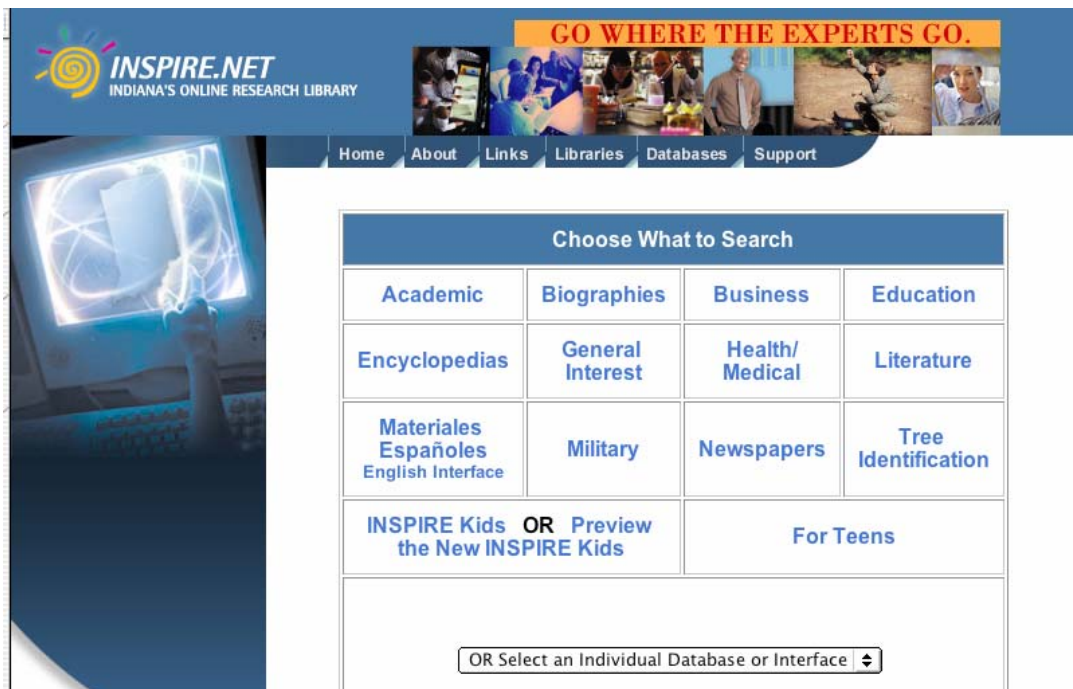 GO WHERE THE EXPERTS GO.
INSPIRE.NET
INDIANA'S ONLINE RESEARCH LIBRARY
Home About Links Libraries Databases Support
Choose What to Search
Academic Biographies Business Education
Encyclopedias
General
Interest
Health/
Medical
Literature
Materiales
Españoles
English Interface
Military
Newspapers
Tree
Identification
INSPIRE Kids OR Preview
the New INSPIRE Kids
For Teens
OR Select an Individual Database or Interface